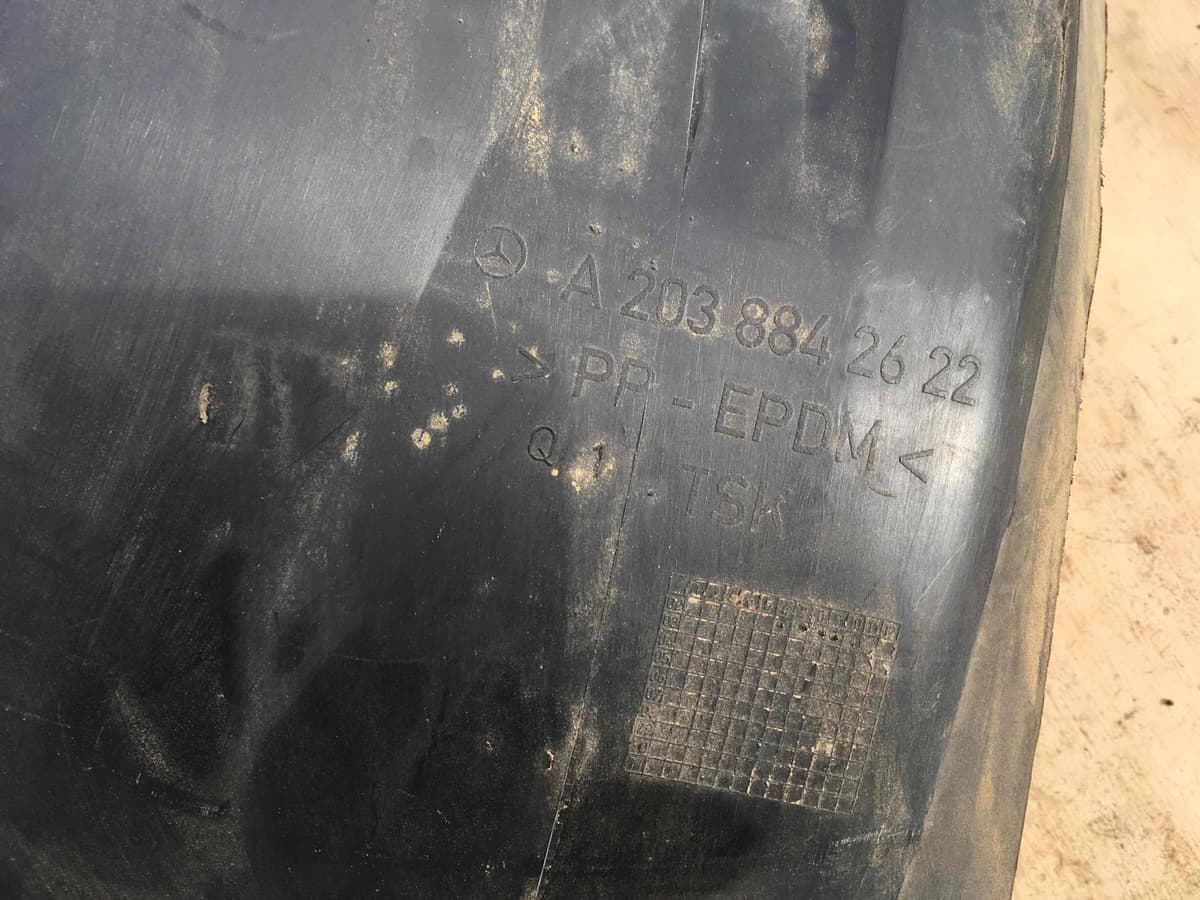 A 203 884 26 22
> PP - EPDM <
Q 1 TSK